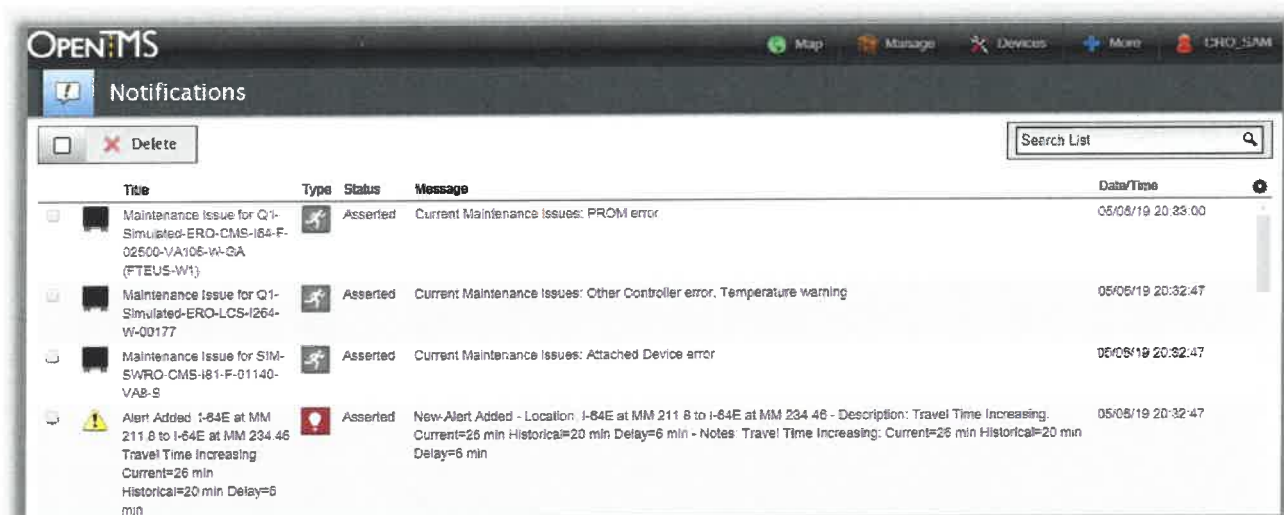 OPENTMS
Map Manage Devices More CRO_SAM
Notifications
Delete
Search List
Title Type Status Message Date/Time
Maintenance Issue for Q1- Asserted Current Maintenance Issues: PROM error 05/06/19 20:33:00
Simulated-ERO-CMS-I64-F-
02500-VA105-W-GA
(FTEUS-W1)
Maintenance Issue for Q1- Asserted Current Maintenance Issues: Other Controller error, Temperature warning 05/06/19 20:32:47
Simulated-ERO-LCS-I264-
W-00177
Maintenance Issue for SIM- Asserted Current Maintenance Issues: Attached Device error 05/06/19 20:32:47
SWRO-CMS-I81-F-01140-
VA8-S
Alert Added: I-64E at MM Asserted New-Alert Added - Location: I-64E at MM 211.8 to I-64E at MM 234.46 - Description: Travel Time Increasing. 05/06/19 20:32:47
211.8 to I-64E at MM 234.46 Current=26 min Historical=20 min Delay=6 min - Notes: Travel Time Increasing: Current=26 min Historical=20 min
Travel Time Increasing: Delay=6 min
Current=26 min
Historical=20 min Delay=6
min